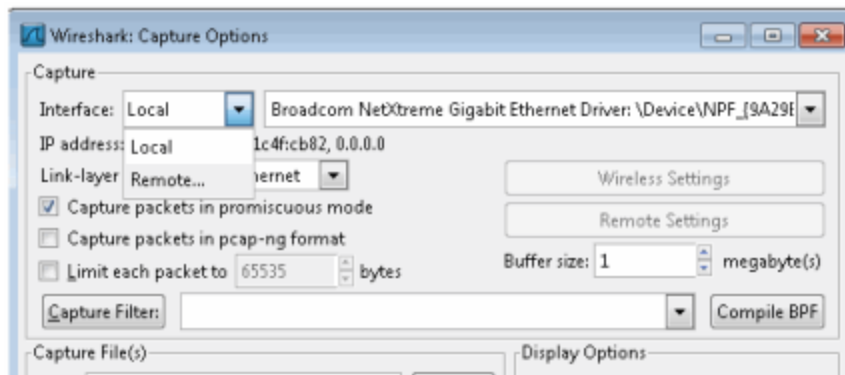 Wireshark: Capture Options
Capture
Interface: Local Broadcom NetXtreme Gigabit Ethernet Driver: \Device\NPF_{9A29E
IP address: 1c4f:cb82, 0.0.0.0
Local
Link-layer ernet Wireless Settings
Remote...
Capture packets in promiscuous mode
Remote Settings
Capture packets in pcap-ng format
Limit each packet to 65535 bytes Buffer size: 1 megabyte(s)
Capture Filter: Compile BPF
Capture File(s) Display Options